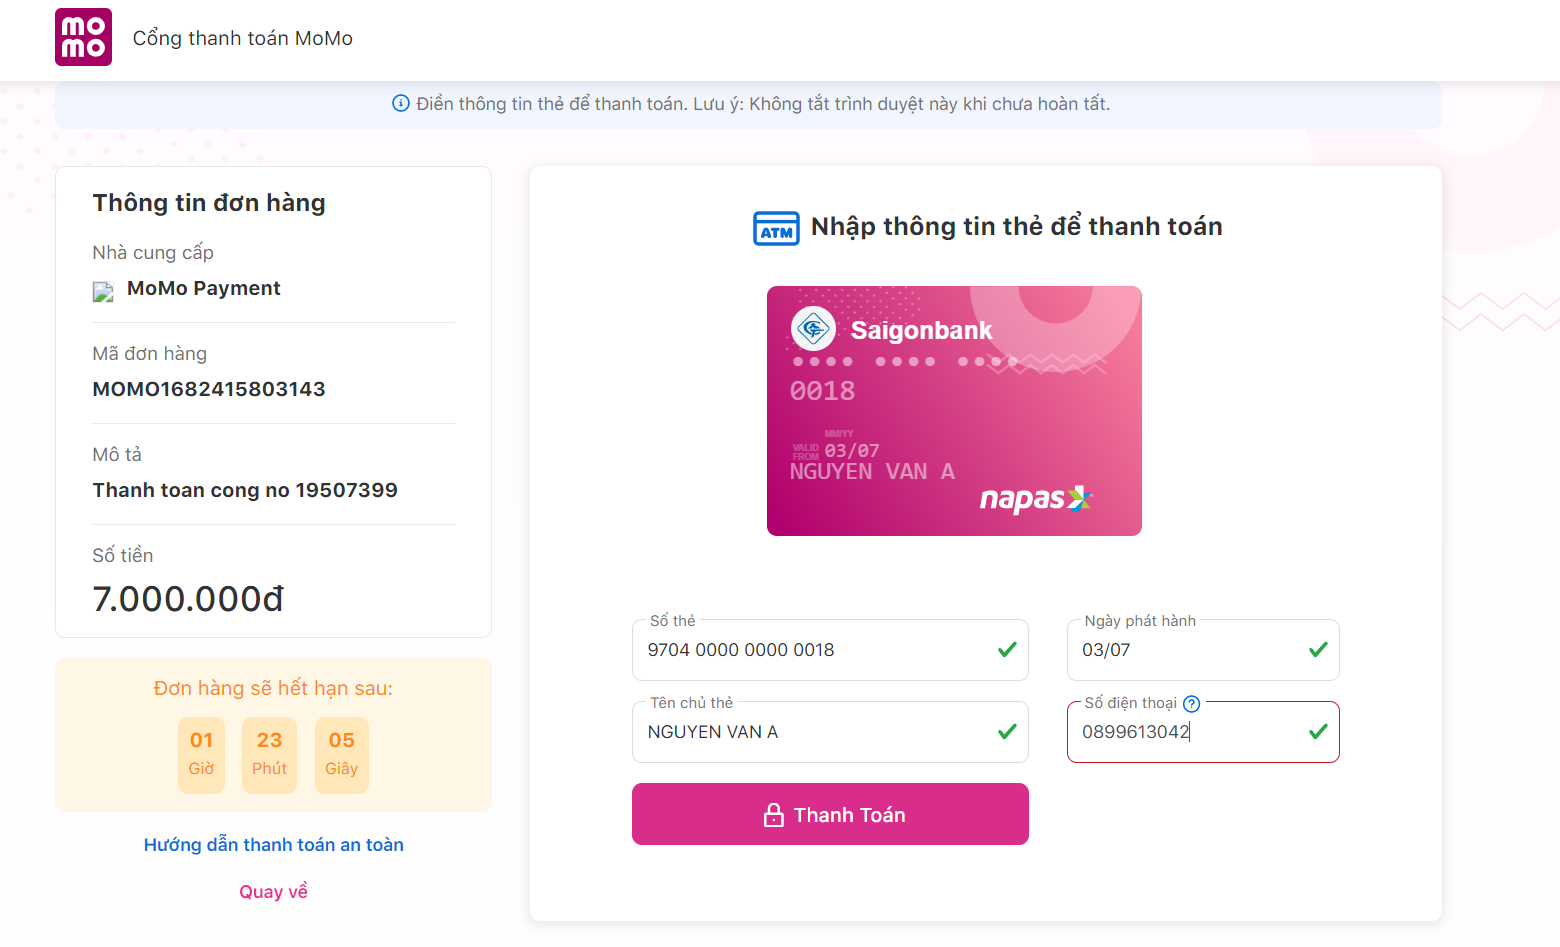 mo
mo
Cổng thanh toán MoMo
Điền thông tin thẻ để thanh toán. Lưu ý: Không tắt trình duyệt này khi chưa hoàn tất.
Thông tin đơn hàng
Nhà cung cấp
MoMo Payment
Mã đơn hàng
MOMO1682415803143
Mô tả
Thanh toan cong no 19507399
Số tiền
7.000.000đ
Đơn hàng sẽ hết hạn sau:
01 23 05
Giờ Phút Giây
Hướng dẫn thanh toán an toàn
Quay về
ATM Nhập thông tin thẻ để thanh toán
Saigonbank
0018
MM/YY
VALID FROM 03/07
NGUYEN VAN A
napas
Số thẻ
9704 0000 0000 0018
Ngày phát hành
03/07
Tên chủ thẻ
NGUYEN VAN A
Số điện thoại ?
0899613042
Thanh Toán